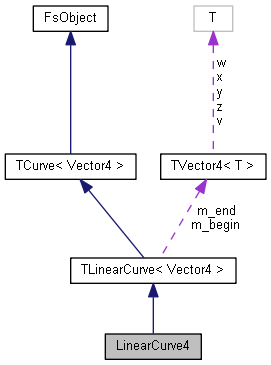 FsObject
T
w
x
y
z
v
TCurve< Vector4 >
TVector4< T >
m_end
m_begin
TLinearCurve< Vector4 >
LinearCurve4